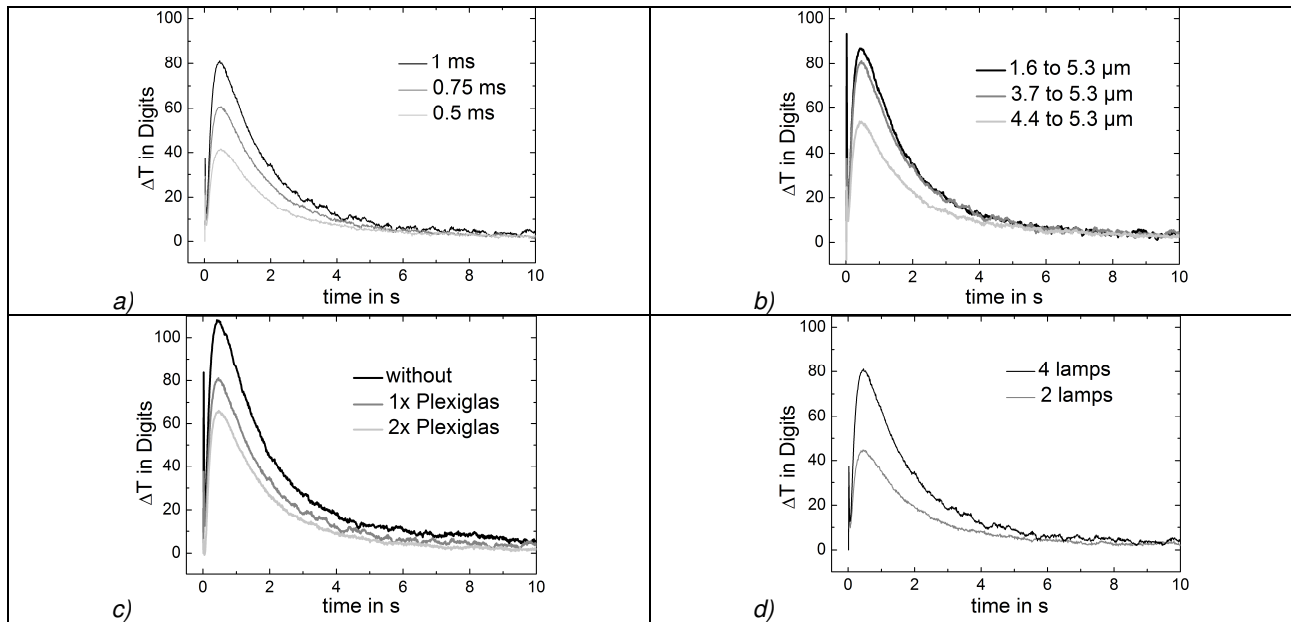 ΔT in Digits
100
80
60
40
20
0
1 ms
0.75 ms
0.5 ms
0 2 4 6 8 10
time in s
a)
ΔT in Digits
100
80
60
40
20
0
1.6 to 5.3 µm
3.7 to 5.3 µm
4.4 to 5.3 µm
0 2 4 6 8 10
time in s
b)
ΔT in Digits
100
80
60
40
20
0
without
1x Plexiglas
2x Plexiglas
0 2 4 6 8 10
time in s
c)
ΔT in Digits
100
80
60
40
20
0
4 lamps
2 lamps
0 2 4 6 8 10
time in s
d)